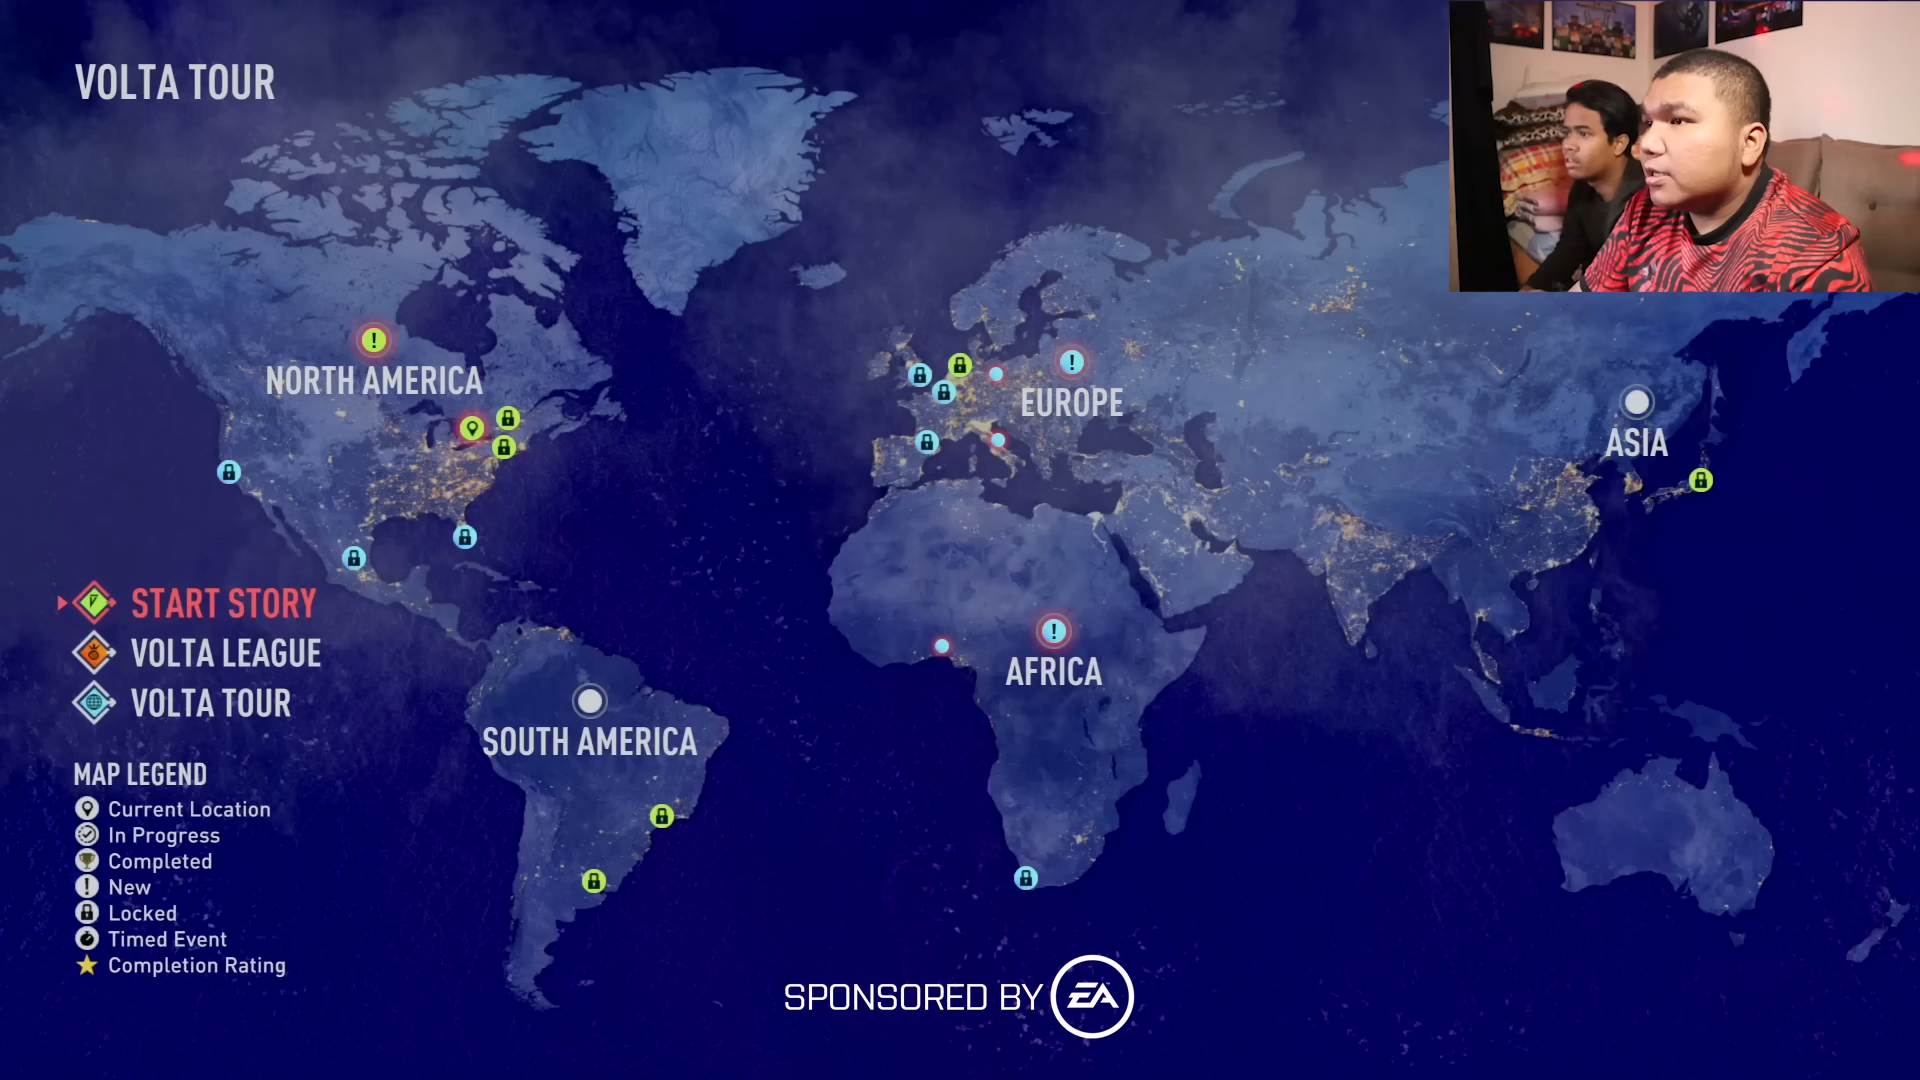 VOLTA TOUR
NORTH AMERICA
EUROPE
ASIA
AFRICA
SOUTH AMERICA
START STORY
VOLTA LEAGUE
VOLTA TOUR
MAP LEGEND
Current Location
In Progress
Completed
New
Locked
Timed Event
Completion Rating
SPONSORED BY EA